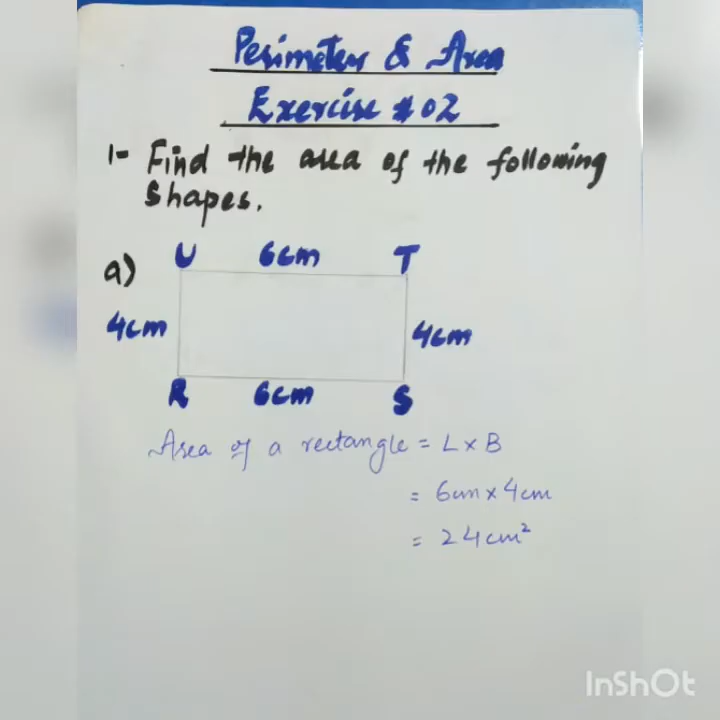 Perimeter & Area
Exercise #02
1- Find the area of the following
shapes.
a)
U 6cm T
4cm 4cm
R 6cm S
Area of a rectangle = L×B
= 6cm×4cm
= 24cm²
InShOt